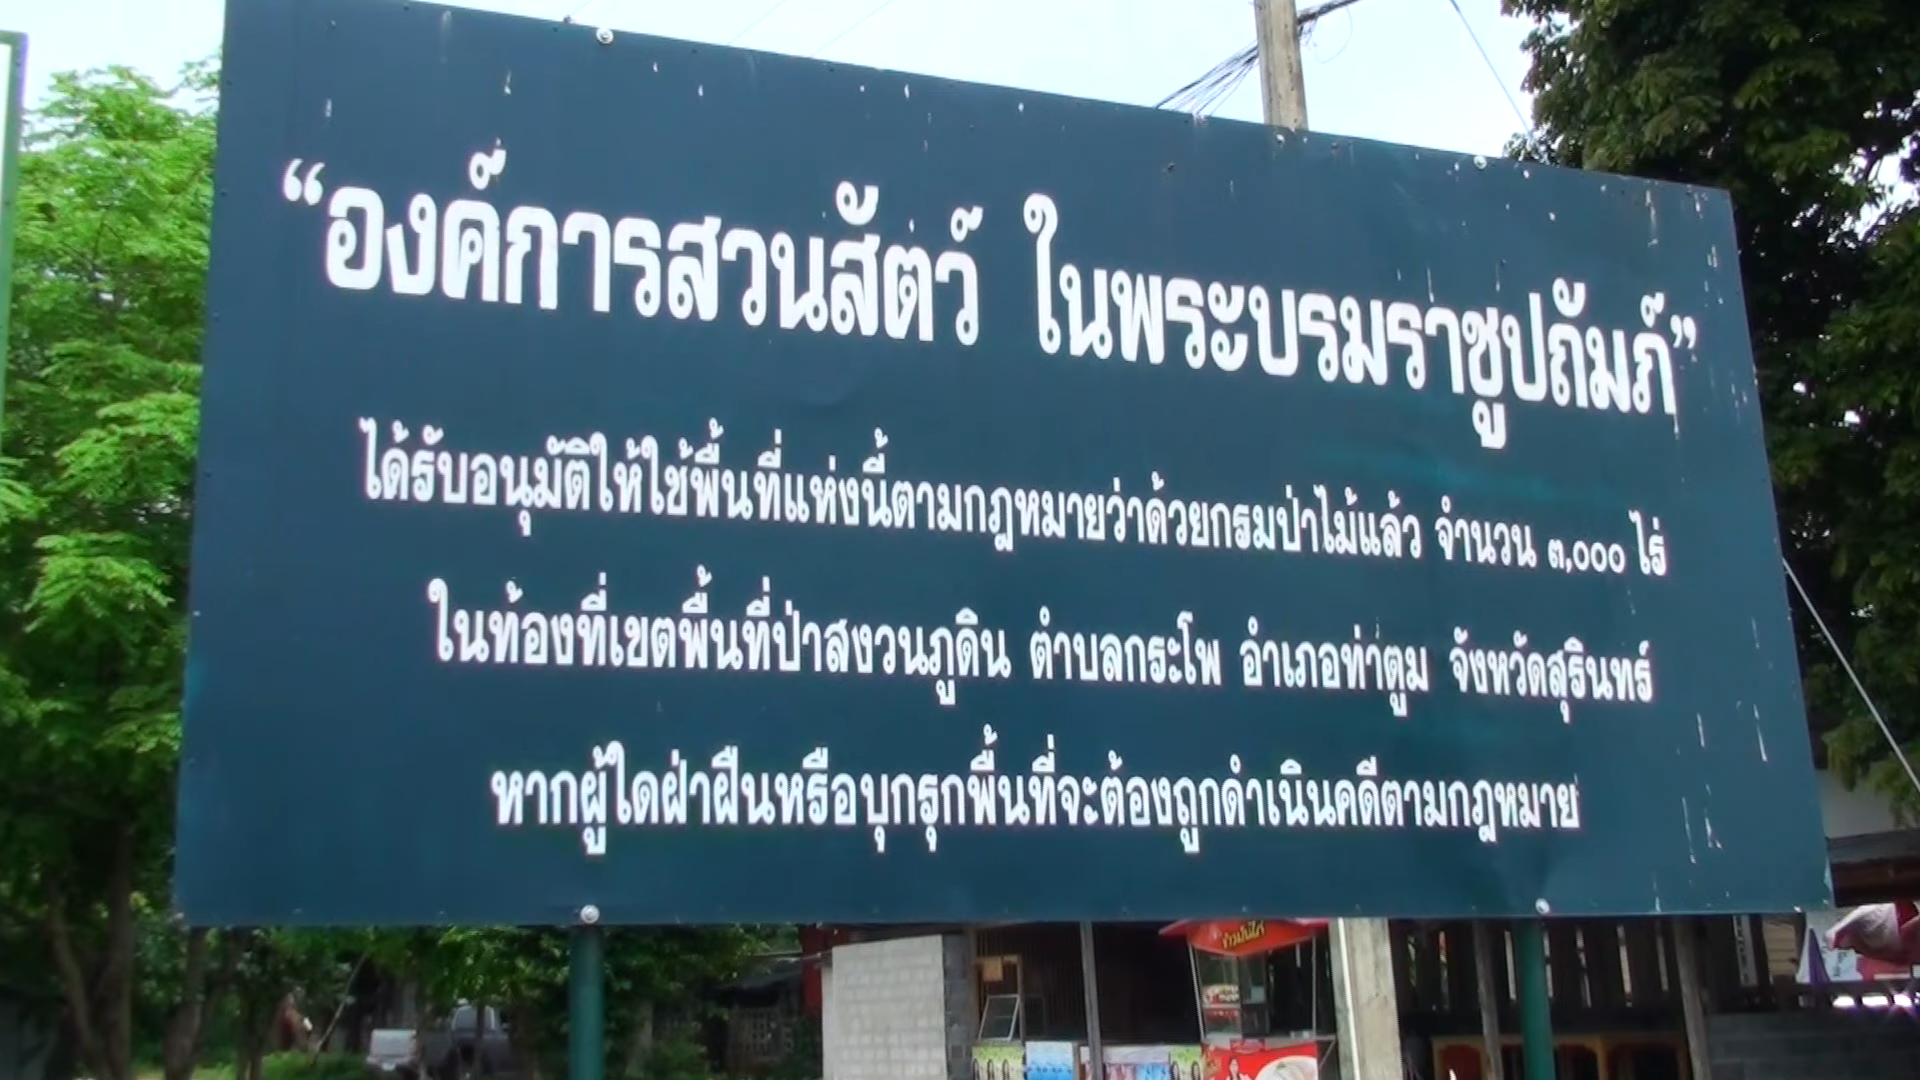 “องค์การสวนสัตว์ ในพระบรมราชูปถัมภ์”
ได้รับอนุมัติให้ใช้พื้นที่แห่งนี้ตามกฎหมายว่าด้วยกรมป่าไม้แล้ว จำนวน ๓,๐๐๐ ไร่
ในท้องที่เขตพื้นที่ป่าสงวนภูดิน ตำบลกระโพ อำเภอท่าตูม จังหวัดสุรินทร์
หากผู้ใดฝ่าฝืนหรือบุกรุกพื้นที่จะต้องถูกดำเนินคดีตามกฎหมาย
ข้าวมันไก่